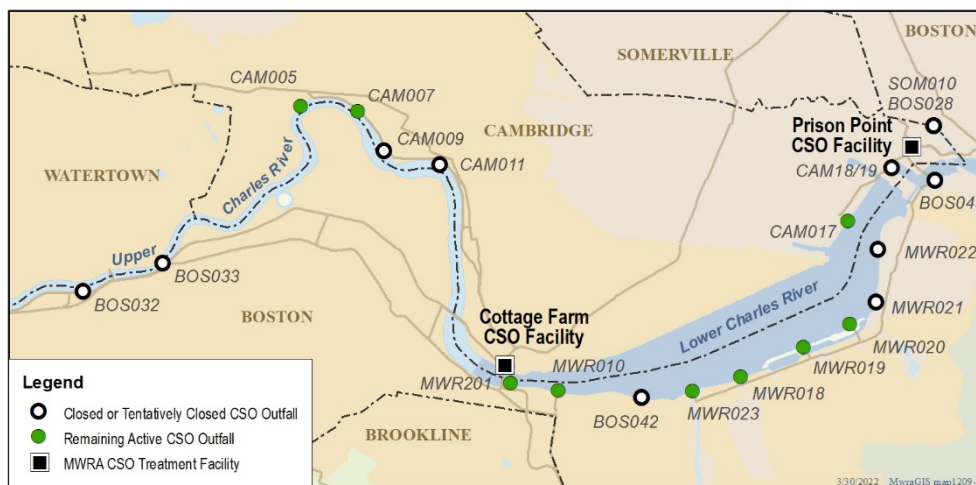 BOSTON
SOMERVILLE
CAM005
CAM007
SOM010
BOS028
CAMBRIDGE
Prison Point
CSO Facility
CAM009
WATERTOWN
Charles River
CAM011
CAM18/19
BOS04
CAM017
Upper
BOS033
MWR022
BOS032
BOSTON
Cottage Farm
CSO Facility
Lower Charles River
MWR021
MWR010
MWR020
MWR201
MWR019
MWR018
BOS042
MWR023
BROOKLINE
Legend
Closed or Tentatively Closed CSO Outfall
Remaining Active CSO Outfall
MWRA CSO Treatment Facility
3/30/2022 MwraGIS map1209